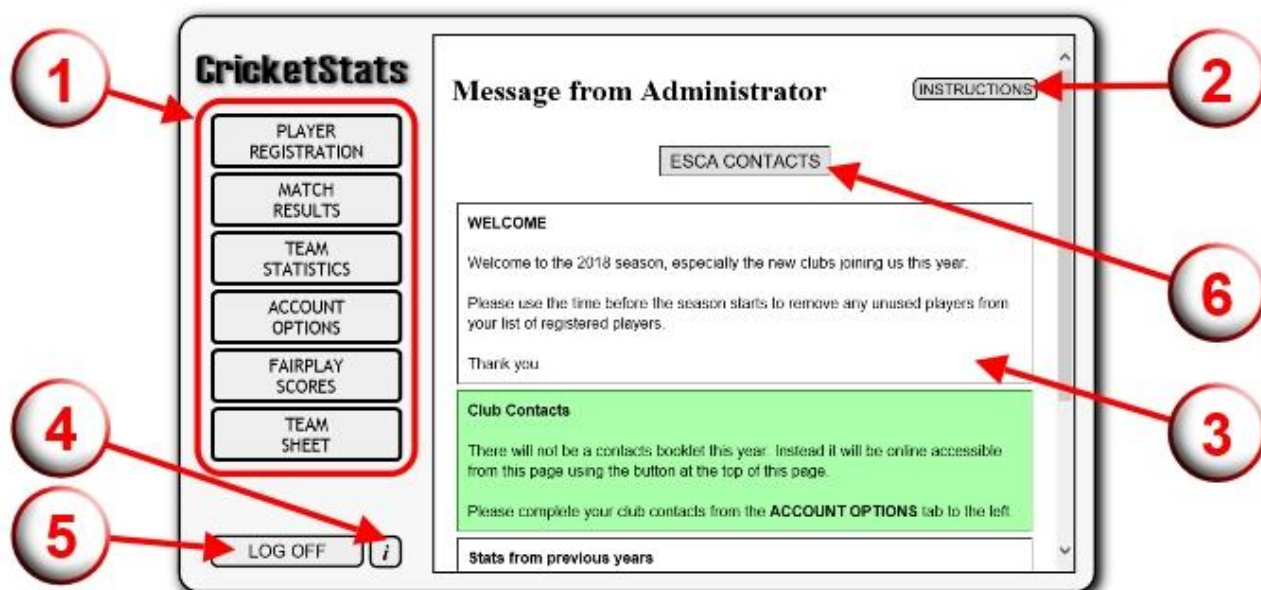 CricketStats
1
PLAYER
REGISTRATION
MATCH
RESULTS
TEAM
STATISTICS
ACCOUNT
OPTIONS
FAIRPLAY
SCORES
TEAM
SHEET
4
5
LOG OFF
i
Message from Administrator
INSTRUCTIONS
2
ESCA CONTACTS
6
WELCOME
Welcome to the 2018 season, especially the new clubs joining us this year.
Please use the time before the season starts to remove any unused players from
your list of registered players.
Thank you.
3
Club Contacts
There will not be a contacts booklet this year. Instead it will be online accessible
from this page using the button at the top of this page.
Please complete your club contacts from the ACCOUNT OPTIONS tab to the left
Stats from previous years